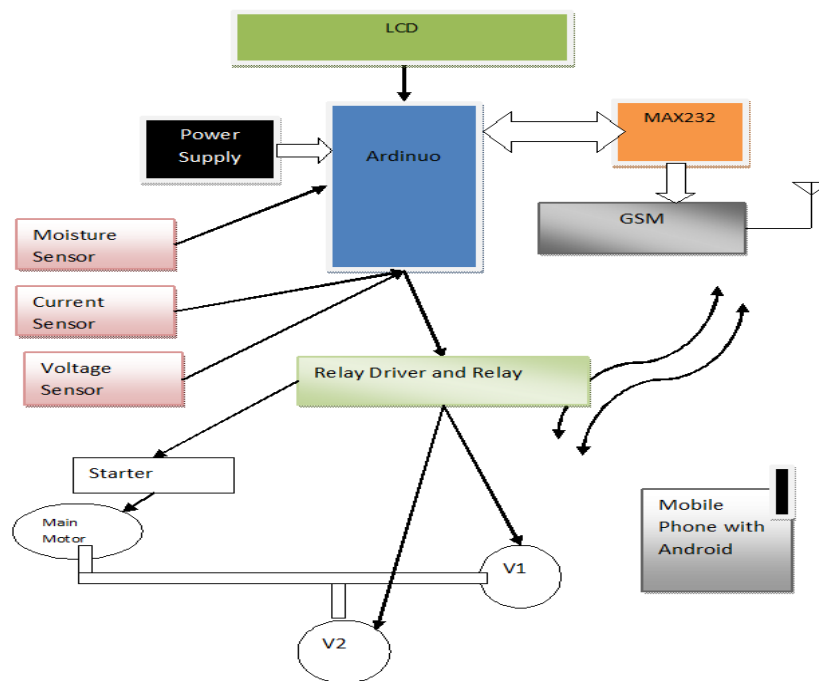 LCD
Power
Supply
Ardinuo
MAX232
GSM
Moisture
Sensor
Current
Sensor
Voltage
Sensor
Relay Driver and Relay
Starter
Main
Motor
V1
V2
Mobile
Phone with
Android